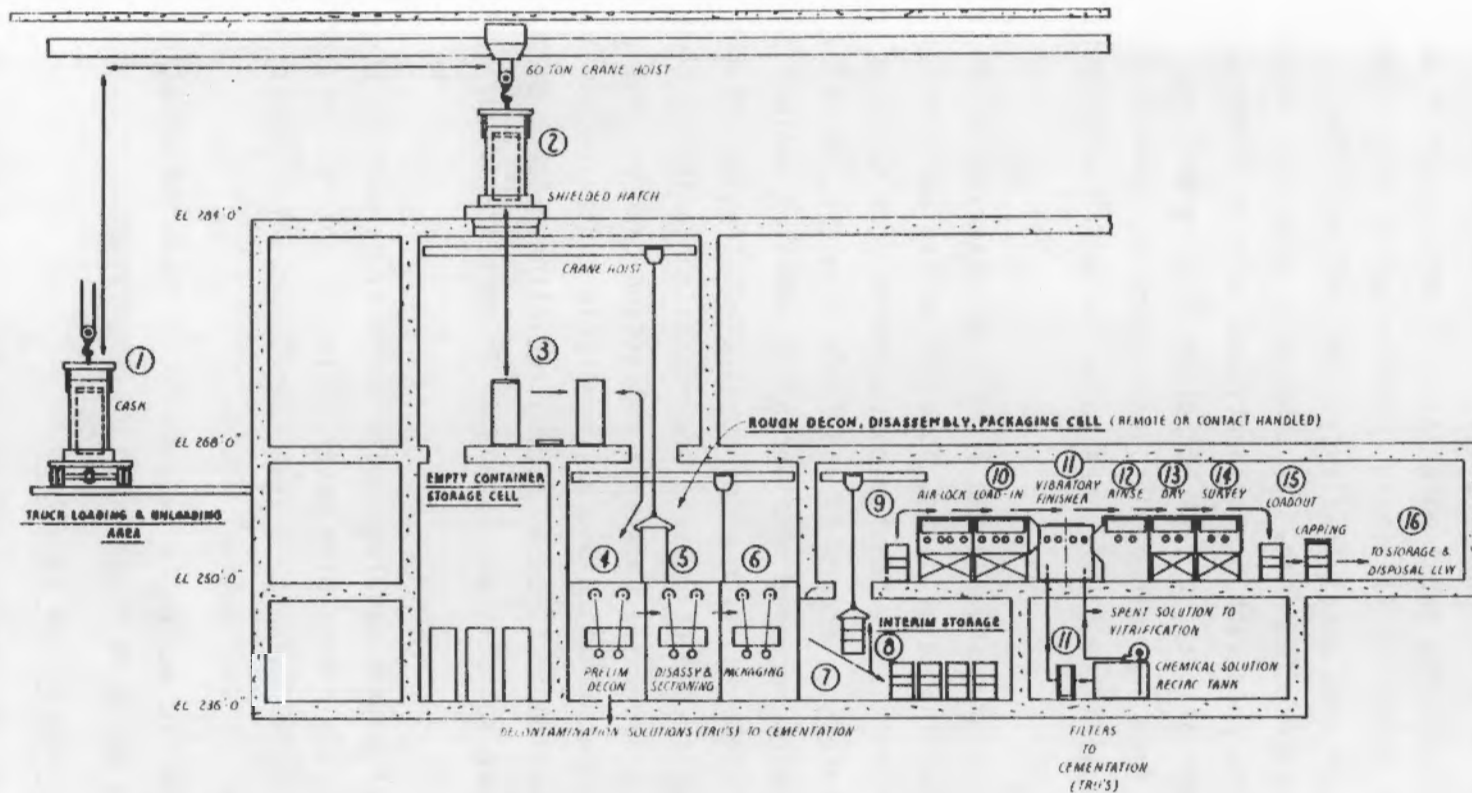 60 TON CRANE HOIST
2
SHIELDED HATCH
EL 284'0"
CRANE HOIST
1
CASK
3
EL 268'0"
TRUCK LOADING & UNLOADING
AREA
EMPTY CONTAINER
STORAGE CELL
ROUGH DECON, DISASSEMBLY, PACKAGING CELL (REMOTE OR CONTACT HANDLED)
9
10
AIR LOCK LOAD-IN
11
VIBRATORY
FINISHER
12
RINSE
13
DRY
14
SURVEY
15
LOADOUT
CAPPING
16
TO STORAGE &
DISPOSAL LLW
EL 250'0"
4
5
6
PRELIM
DECON
DISASSY &
SECTIONING
PACKAGING
7
INTERIM STORAGE
8
SPENT SOLUTION TO
VITRIFICATION
11
CHEMICAL SOLUTION
RECIRC TANK
EL 236'0"
DECONTAMINATION SOLUTIONS (TRU'S) TO CEMENTATION
FILTERS
TO
CEMENTATION
(TRU'S)